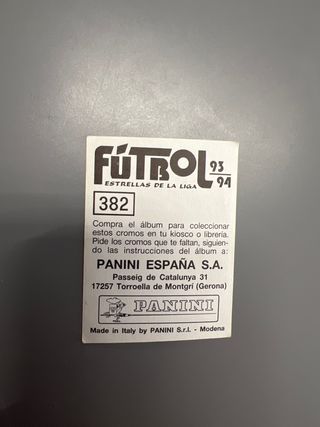 FÚTBOL 93
ESTRELLAS DE LA LIGA 94
382
Compra el álbum para coleccionar
estos cromos en tu kiosco o librería.
Pide los cromos que te faltan, siguien-
do las instrucciones del álbum a:
PANINI ESPAÑA S.A.
Passeig de Catalunya 31
17257 Torroella de Montgrí (Gerona)
PANINI
Made in Italy by PANINI S.r.l. - Modena